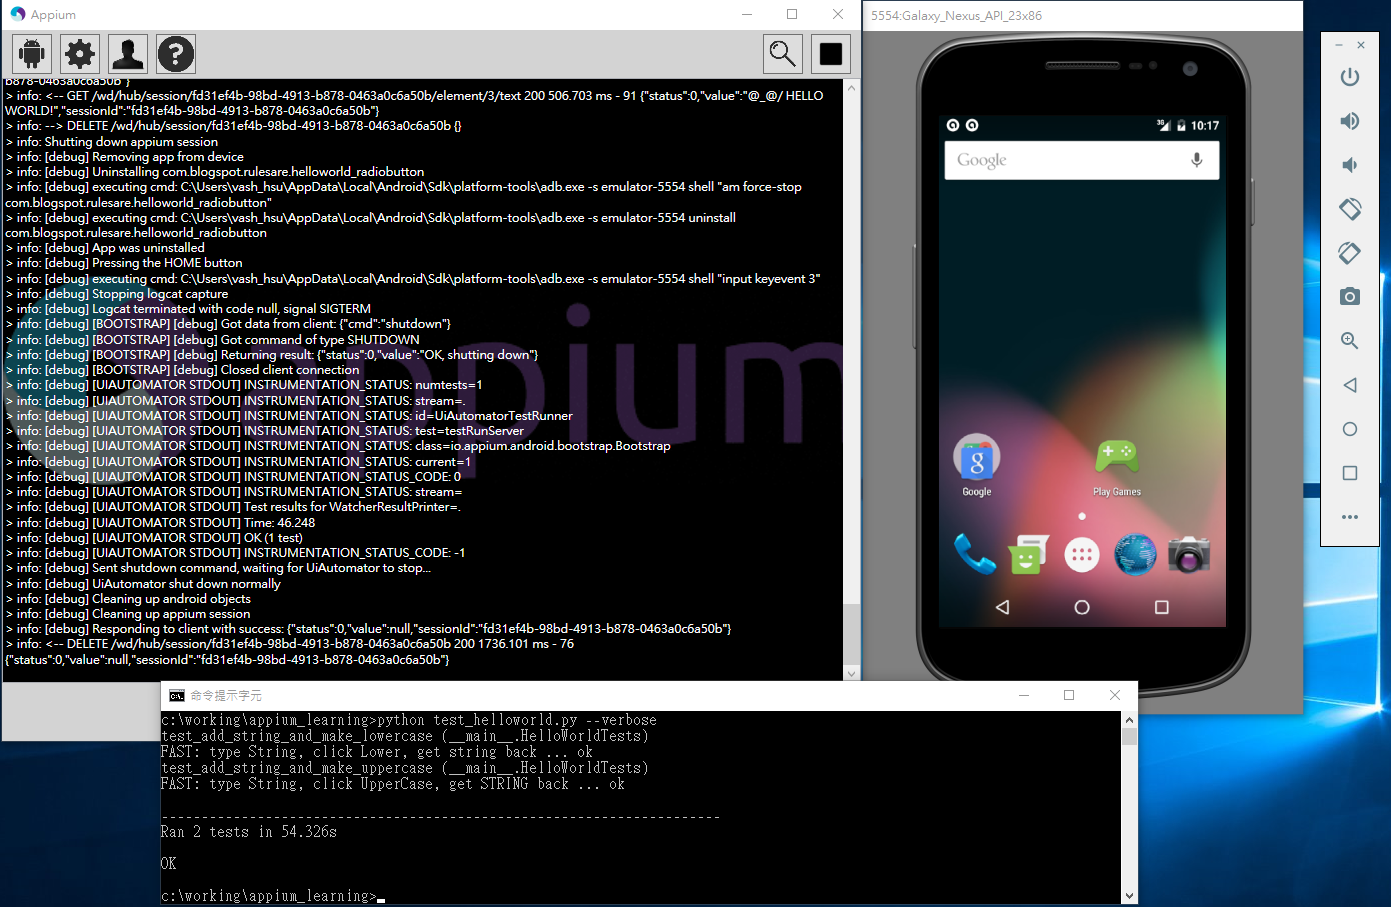 Appium
b878-0463a0c6a50b"}
> info: <-- GET /wd/hub/session/fd31ef4b-98bd-4913-b878-0463a0c6a50b/element/3/text 200 506.703 ms - 91 {"status":0,"value":"@_@/ HELLO
WORLD!","sessionId":"fd31ef4b-98bd-4913-b878-0463a0c6a50b"}
> info: --> DELETE /wd/hub/session/fd31ef4b-98bd-4913-b878-0463a0c6a50b {}
> info: Shutting down appium session
> info: [debug] Removing app from device
> info: [debug] Uninstalling com.blogspot.rulesare.helloworld_radiobutton
> info: [debug] executing cmd: C:\Users\vash_hsu\AppData\Local\Android\Sdk\platform-tools\adb.exe -s emulator-5554 shell "am force-stop
com.blogspot.rulesare.helloworld_radiobutton"
> info: [debug] executing cmd: C:\Users\vash_hsu\AppData\Local\Android\Sdk\platform-tools\adb.exe -s emulator-5554 uninstall
com.blogspot.rulesare.helloworld_radiobutton
> info: [debug] App was uninstalled
> info: [debug] Pressing the HOME button
> info: [debug] executing cmd: C:\Users\vash_hsu\AppData\Local\Android\Sdk\platform-tools\adb.exe -s emulator-5554 shell "input keyevent 3"
> info: [debug] Stopping logcat capture
> info: [debug] Logcat terminated with code null, signal SIGTERM
> info: [debug] [BOOTSTRAP] [debug] Got data from client: {"cmd":"shutdown"}
> info: [debug] [BOOTSTRAP] [debug] Got command of type SHUTDOWN
> info: [debug] [BOOTSTRAP] [debug] Returning result: {"status":0,"value":"OK, shutting down"}
> info: [debug] [BOOTSTRAP] [debug] Closed client connection
> info: [debug] [UIAUTOMATOR STDOUT] INSTRUMENTATION_STATUS: numtests=1
> info: [debug] [UIAUTOMATOR STDOUT] INSTRUMENTATION_STATUS: stream=.
> info: [debug] [UIAUTOMATOR STDOUT] INSTRUMENTATION_STATUS: id=UiAutomatorTestRunner
> info: [debug] [UIAUTOMATOR STDOUT] INSTRUMENTATION_STATUS: test=testRunServer
> info: [debug] [UIAUTOMATOR STDOUT] INSTRUMENTATION_STATUS: class=io.appium.android.bootstrap.Bootstrap
> info: [debug] [UIAUTOMATOR STDOUT] INSTRUMENTATION_STATUS: current=1
> info: [debug] [UIAUTOMATOR STDOUT] INSTRUMENTATION_STATUS_CODE: 0
> info: [debug] [UIAUTOMATOR STDOUT] INSTRUMENTATION_STATUS: stream=
> info: [debug] [UIAUTOMATOR STDOUT] Test results for WatcherResultPrinter=.
> info: [debug] [UIAUTOMATOR STDOUT] Time: 46.248
> info: [debug] [UIAUTOMATOR STDOUT] OK (1 test)
> info: [debug] [UIAUTOMATOR STDOUT] INSTRUMENTATION_STATUS_CODE: -1
> info: [debug] Sent shutdown command, waiting for UiAutomator to stop...
> info: [debug] UiAutomator shut down normally
> info: [debug] Cleaning up android objects
> info: [debug] Cleaning up appium session
> info: [debug] Responding to client with success: {"status":0,"value":null,"sessionId":"fd31ef4b-98bd-4913-b878-0463a0c6a50b"}
> info: <-- DELETE /wd/hub/session/fd31ef4b-98bd-4913-b878-0463a0c6a50b 200 1736.101 ms - 76
{"status":0,"value":null,"sessionId":"fd31ef4b-98bd-4913-b878-0463a0c6a50b"}
appium
5554:Galaxy_Nexus_API_23x86
3G 10:17
Google
Google
Play Games
命令提示字元
c:\working\appium_learning>python test_helloworld.py --verbose
test_add_string_and_make_lowercase (__main__.HelloWorldTests)
FAST: type String, click Lower, get string back ... ok
test_add_string_and_make_uppercase (__main__.HelloWorldTests)
FAST: type String, click UpperCase, get STRING back ... ok
----------------------------------------------------------------------
Ran 2 tests in 54.326s
OK
c:\working\appium_learning>